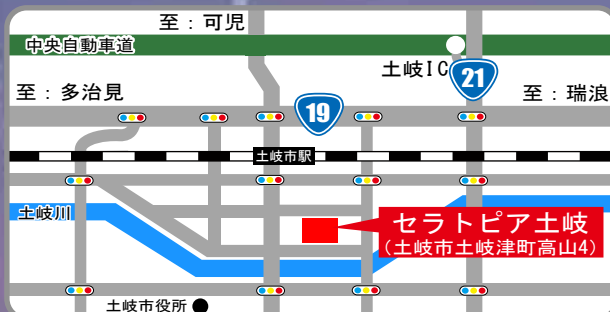 至：可児
中央自動車道
土岐IC
21
至：多治見
19
至：瑞浪
土岐市駅
土岐川
セラトピア土岐
(土岐市土岐津町高山4)
土岐市役所